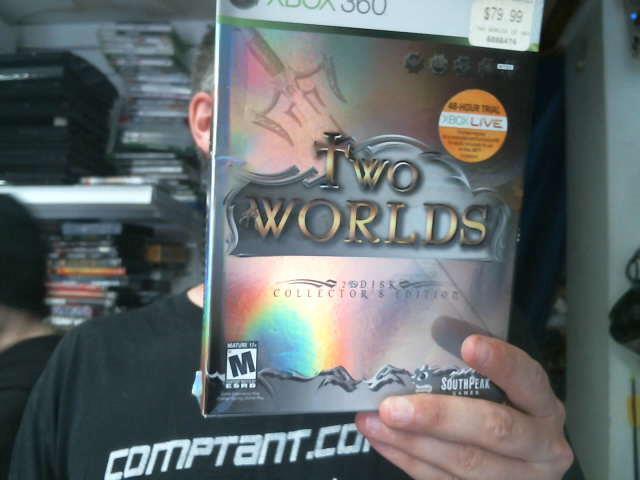 XBOX 360
$79.99
48-HOUR TRIAL
XBOX LIVE
TWO
WORLDS
2 DISK
COLLECTOR'S EDITION
MATURE 17+
M
ESRB
SOUTHPEAK
GAMES
COMPTANT.CO